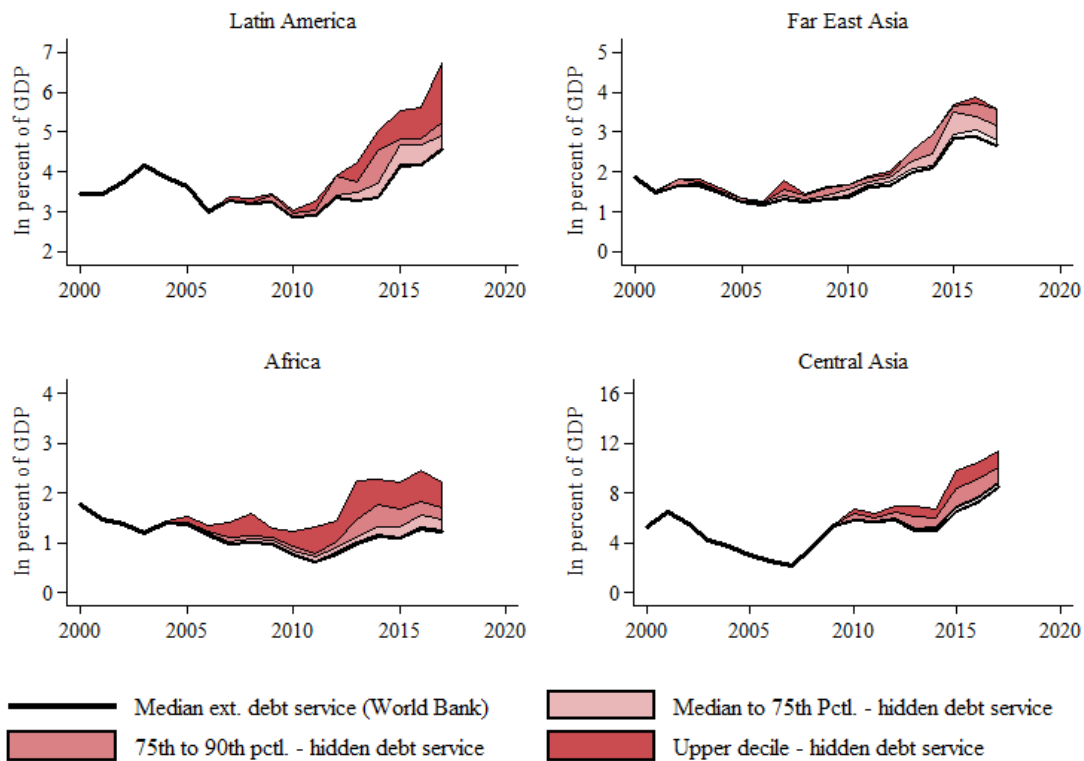 Latin America
In percent of GDP
7
6
5
4
3
2
2000 2005 2010 2015 2020
Far East Asia
In percent of GDP
5
4
3
2
1
0
2000 2005 2010 2015 2020
Africa
In percent of GDP
4
3
2
1
0
2000 2005 2010 2015 2020
Central Asia
In percent of GDP
16
12
8
4
0
2000 2005 2010 2015 2020
Median ext. debt service (World Bank)
Median to 75th Pctl. - hidden debt service
75th to 90th pctl. - hidden debt service
Upper decile - hidden debt service